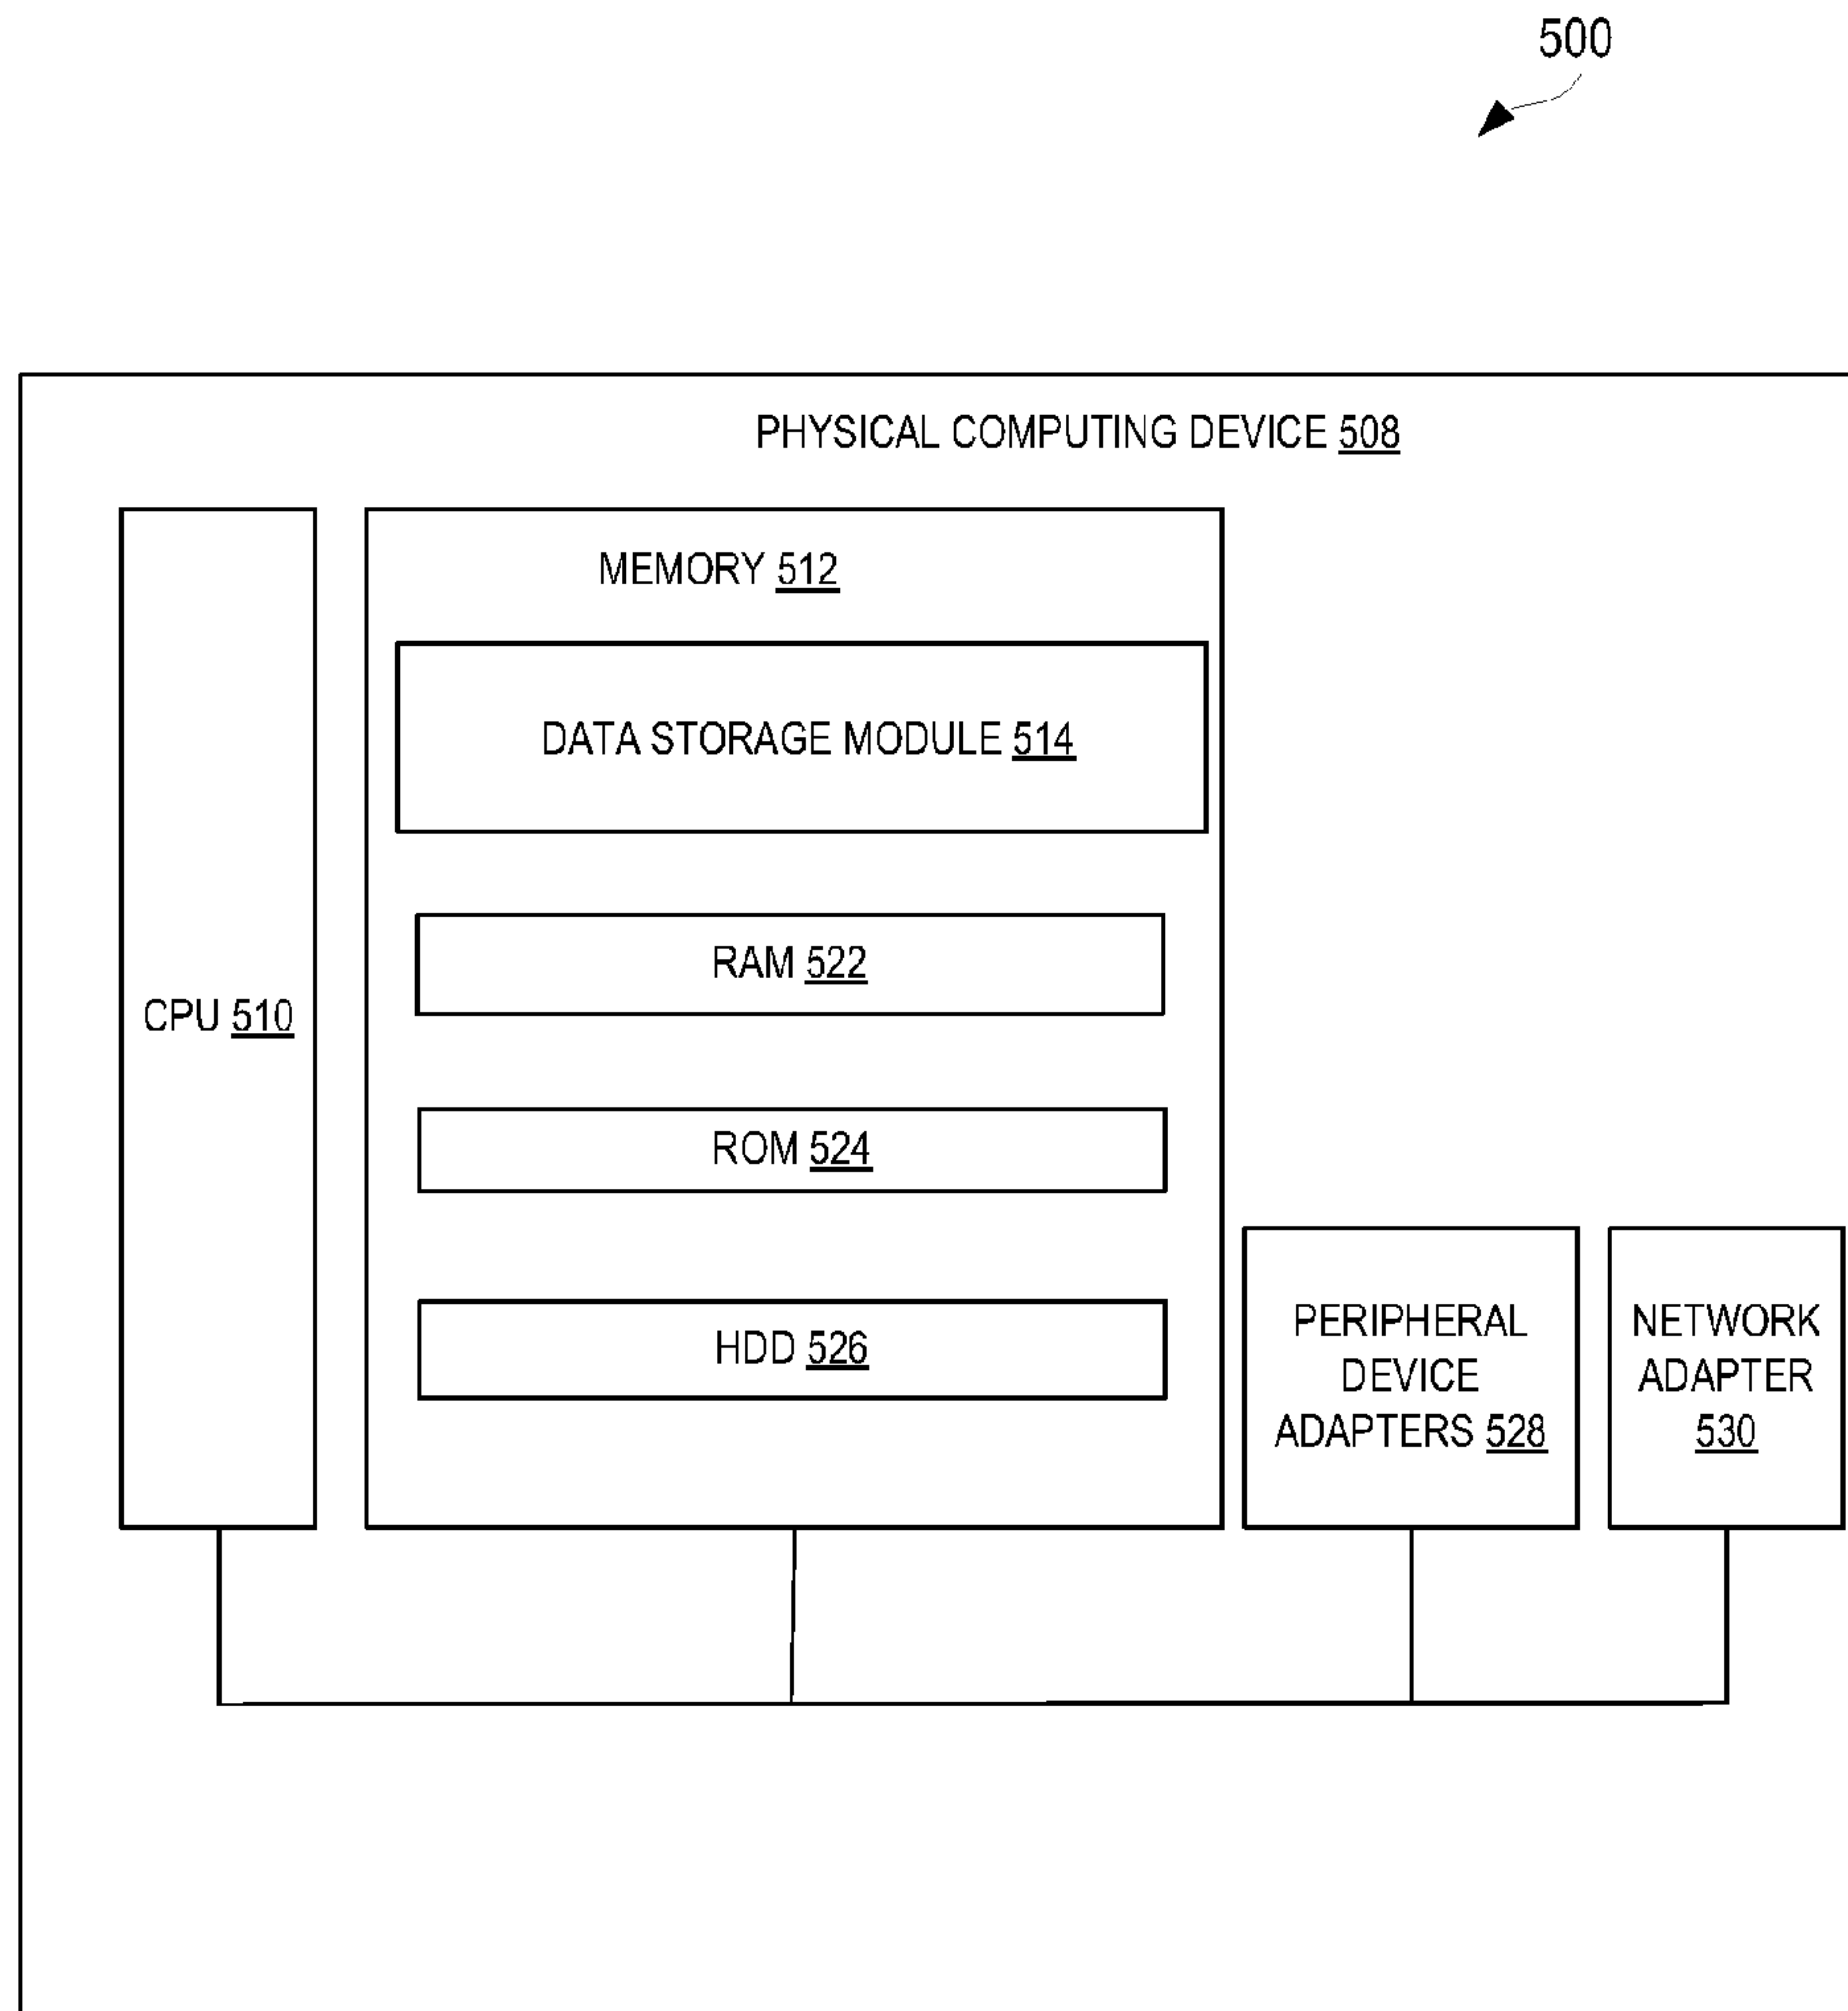 500
PHYSICAL COMPUTING DEVICE 508
MEMORY 512
DATA STORAGE MODULE 514
RAM 522
CPU 510
ROM 524
HDD 526
PERIPHERAL
DEVICE
ADAPTERS 528
NETWORK
ADAPTER
530